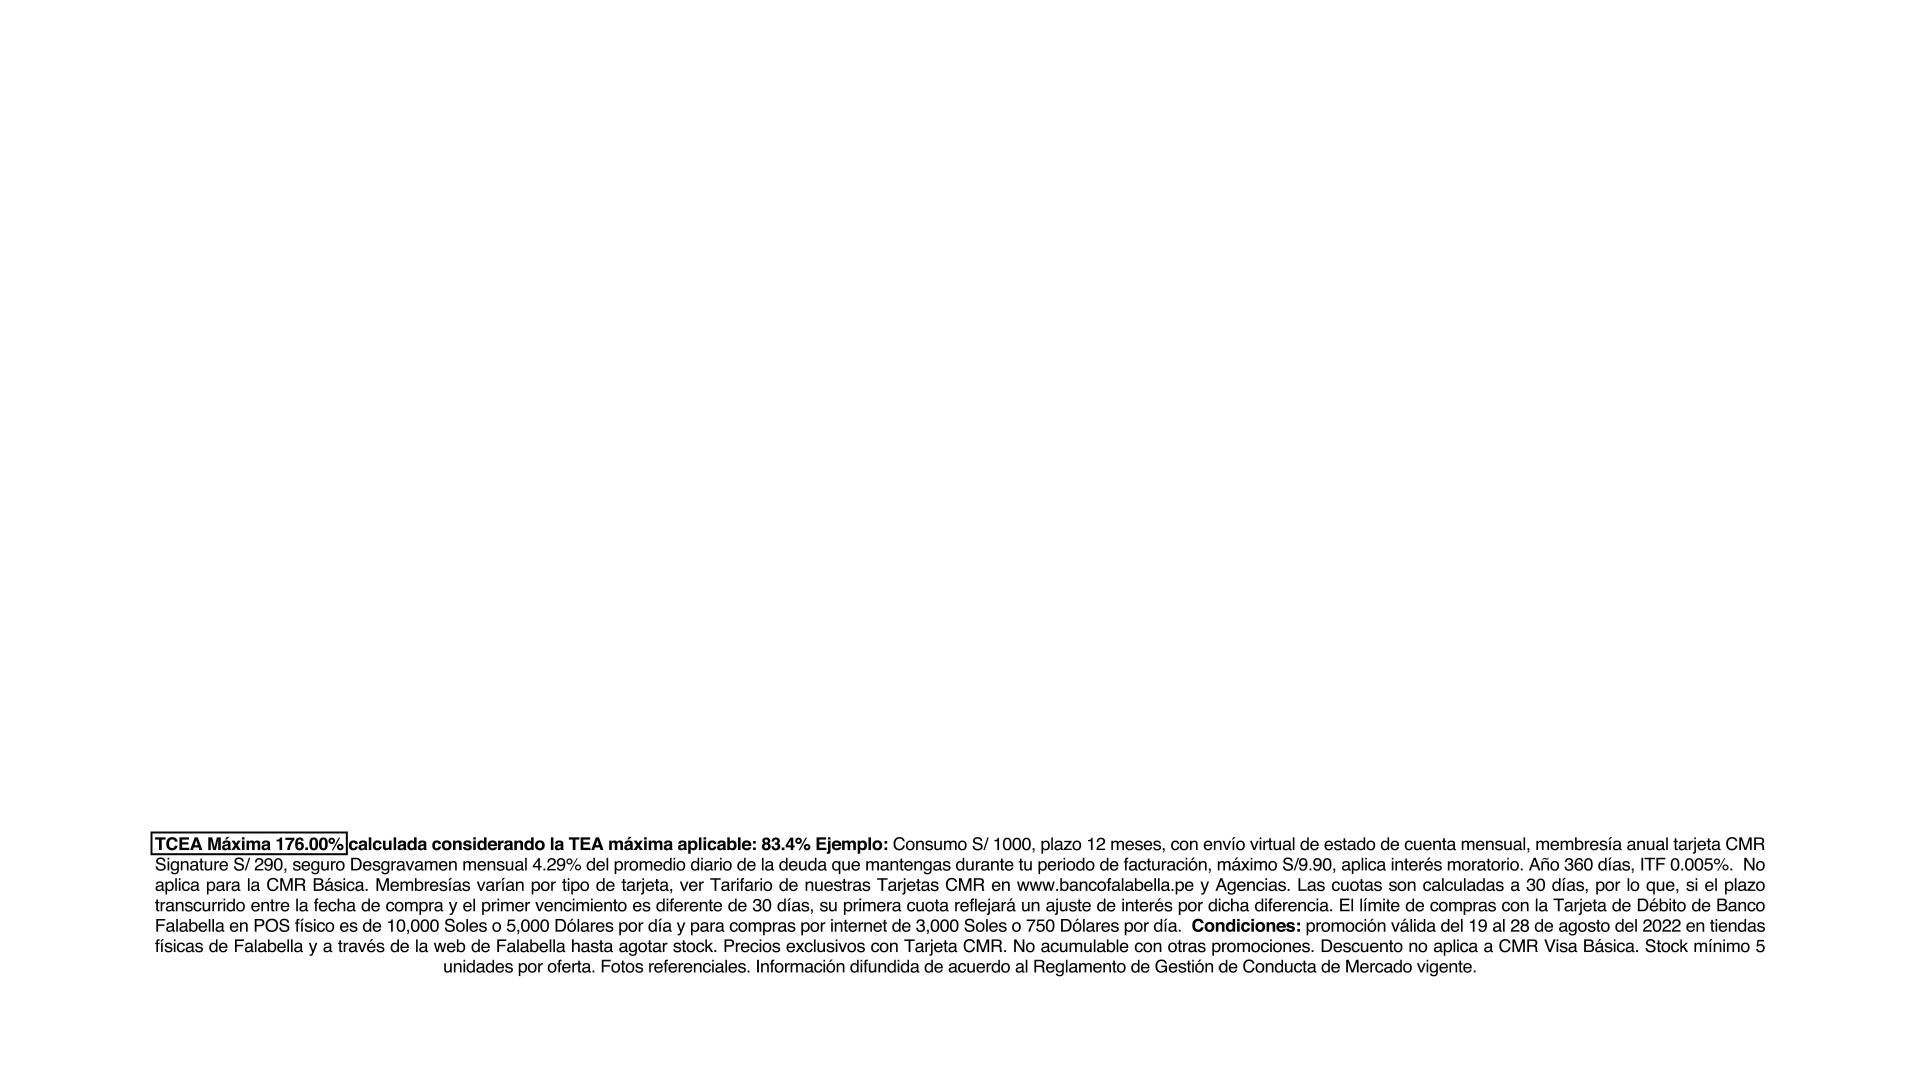 TCEA Máxima 176.00% calculada considerando la TEA máxima aplicable: 83.4% Ejemplo: Consumo S/ 1000, plazo 12 meses, con envío virtual de estado de cuenta mensual, membresía anual tarjeta CMR
Signature S/ 290, seguro Desgravamen mensual 4.29% del promedio diario de la deuda que mantengas durante tu periodo de facturación, máximo S/9.90, aplica interés moratorio. Año 360 días, ITF 0.005%. No
aplica para la CMR Básica. Membresías varían por tipo de tarjeta, ver Tarifario de nuestras Tarjetas CMR en www.bancofalabella.pe y Agencias. Las cuotas son calculadas a 30 días, por lo que, si el plazo
transcurrido entre la fecha de compra y el primer vencimiento es diferente de 30 días, su primera cuota reflejará un ajuste de interés por dicha diferencia. El límite de compras con la Tarjeta de Débito de Banco
Falabella en POS físico es de 10,000 Soles o 5,000 Dólares por día y para compras por internet de 3,000 Soles o 750 Dólares por día. Condiciones: promoción válida del 19 al 28 de agosto del 2022 en tiendas
físicas de Falabella y a través de la web de Falabella hasta agotar stock. Precios exclusivos con Tarjeta CMR. No acumulable con otras promociones. Descuento no aplica a CMR Visa Básica. Stock mínimo 5
unidades por oferta. Fotos referenciales. Información difundida de acuerdo al Reglamento de Gestión de Conducta de Mercado vigente.